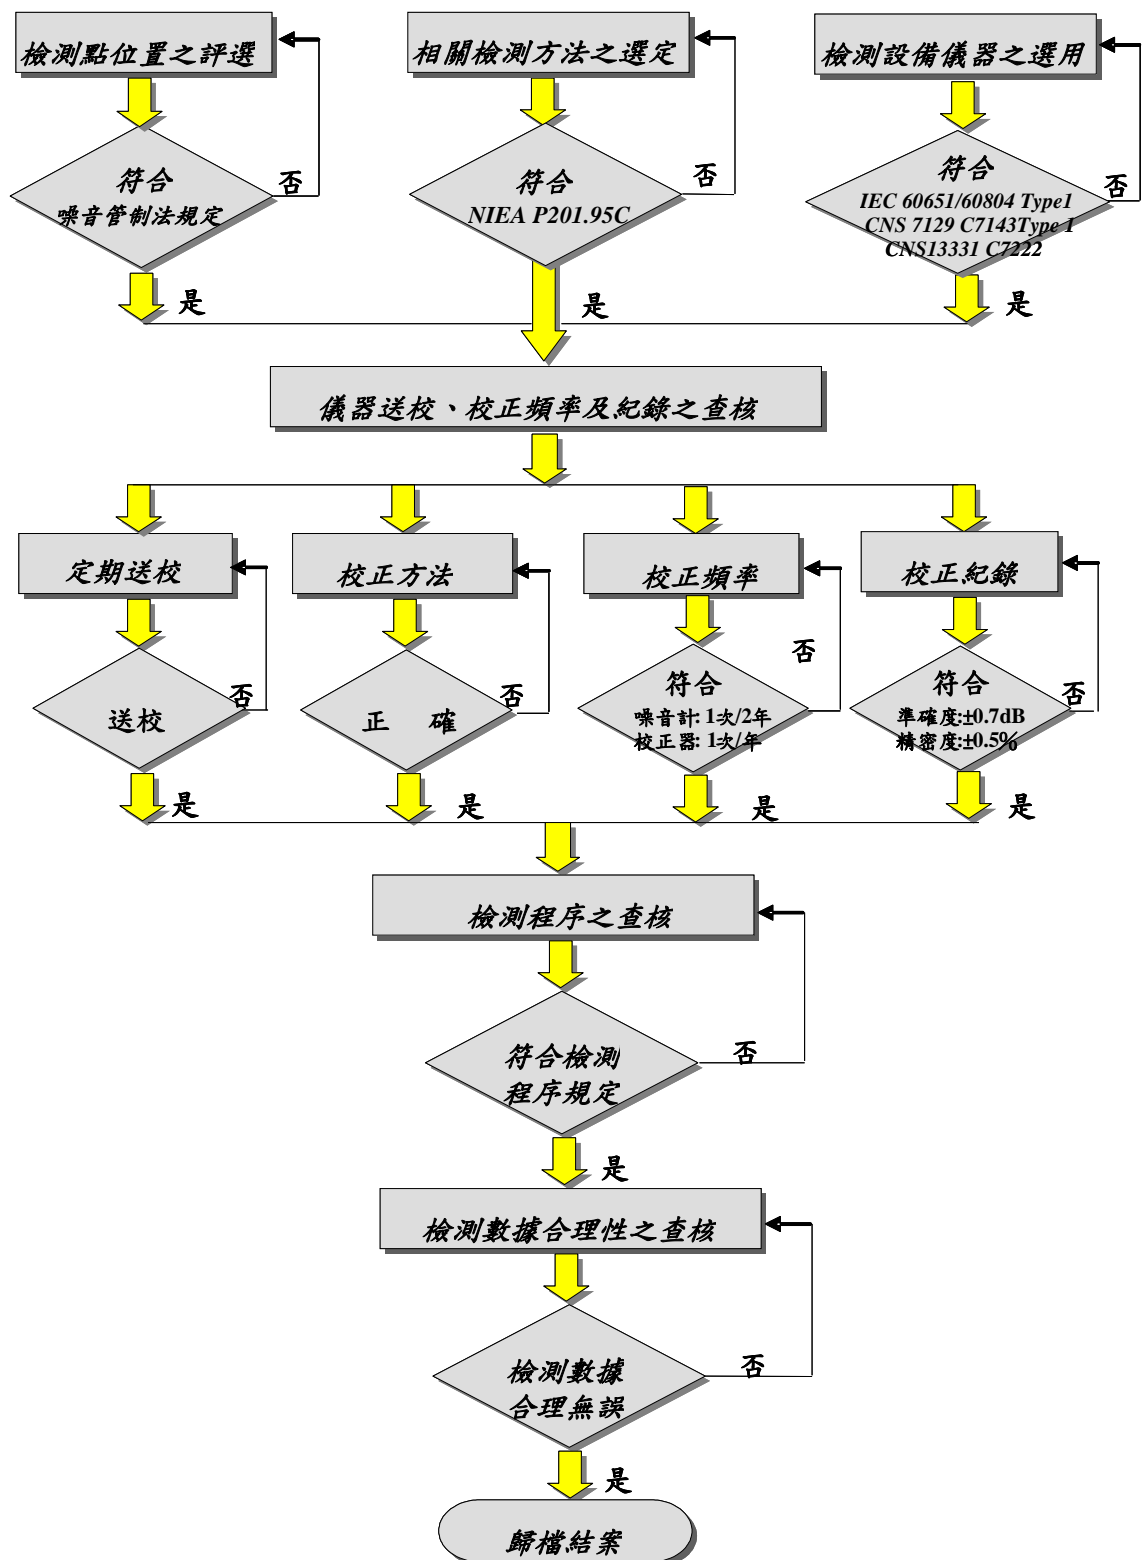 檢測點位置之評選
相關檢測方法之選定
檢測設備儀器之選用
符合
噪音管制法規定
否
符合
NIEA P201.95C
否
符合
IEC 60651/60804 Type1
CNS 7129 C7143Type 1
CNS13331 C7222
否
是
是
是
儀器送校、校正頻率及紀錄之查核
定期送校
校正方法
校正頻率
校正紀錄
送校
否
正 確
否
符合
噪音計: 1次/2年
校正器: 1次/年
否
符合
準確度:±0.7dB
精密度:±0.5%
否
是
是
是
是
檢測程序之查核
符合檢測
程序規定
否
是
檢測數據合理性之查核
檢測數據
合理無誤
否
是
歸檔結案